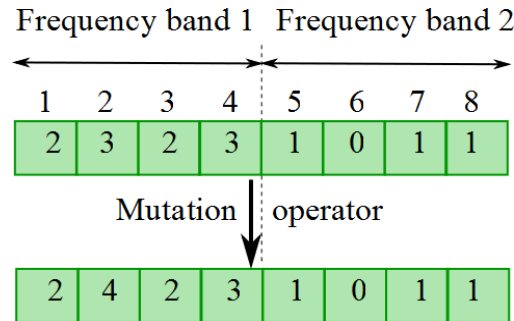 Frequency band 1 Frequency band 2
1 2 3 4 5 6 7 8
2 3 2 3 1 0 1 1
Mutation operator
2 4 2 3 1 0 1 1